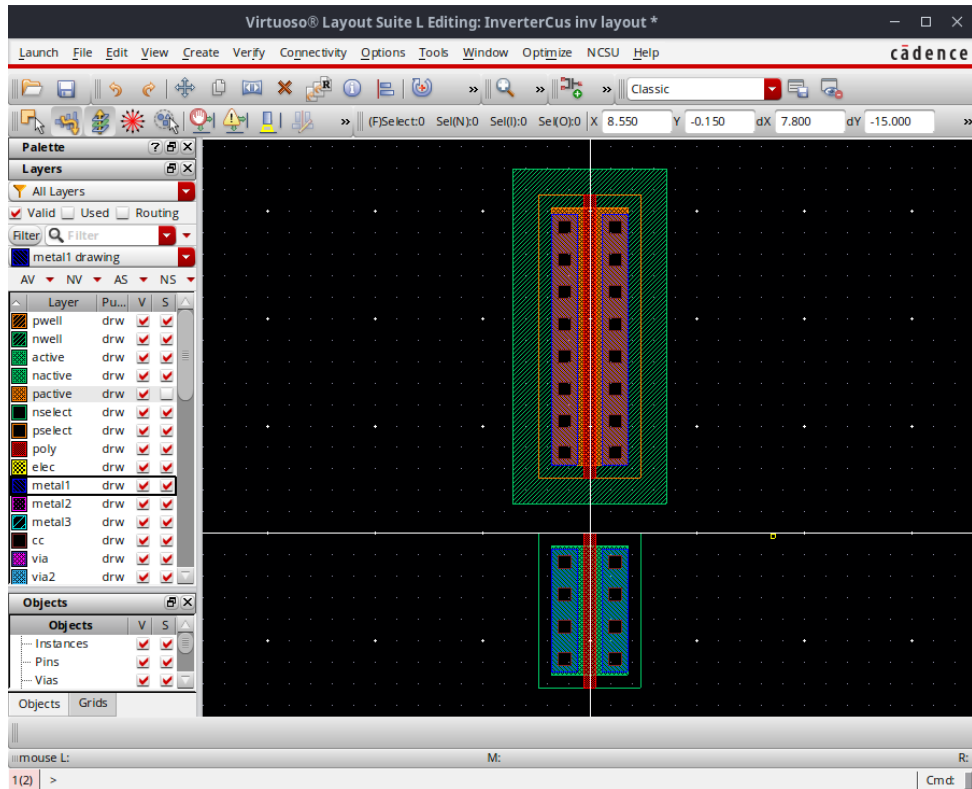 Virtuoso® Layout Suite L Editing: InverterCus inv layout *
Launch File Edit View Create Verify Connectivity Options Tools Window Optimize NCSU Help cādence
R » » » Classic
» (F)Select:0 Sel(N):0 Sel(I):0 Sel(O):0 X 8.550 Y -0.150 dX 7.800 dY -15.000 »
Palette
Layers
All Layers
Valid Used Routing
Filter Filter
metal1 drawing
AV NV AS NS
Layer Pu... V S
pwell drw
nwell drw
active drw
nactive drw
pactive drw
nselect drw
pselect drw
poly drw
elec drw
metal1 drw
metal2 drw
metal3 drw
cc drw
via drw
via2 drw
Objects
Objects V S
Instances
Pins
Vias
Objects Grids
mouse L: M: R:
1(2) > Cmd: